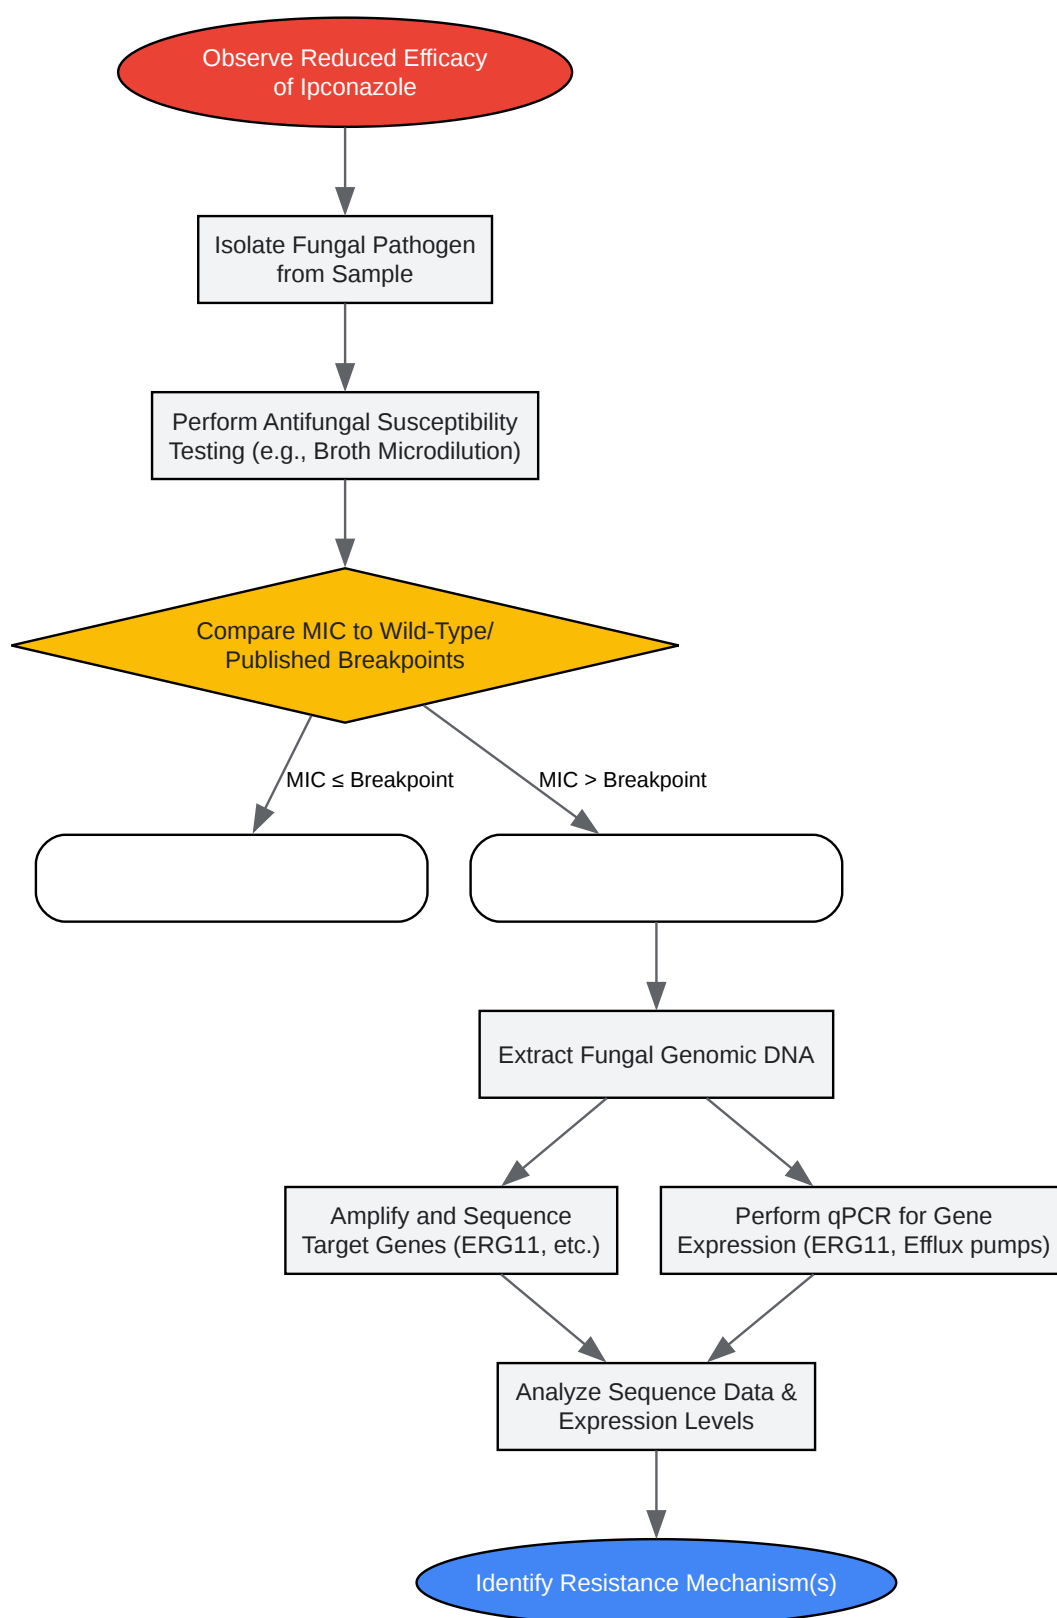 Observe Reduced Efficacy
of Ipconazole
Isolate Fungal Pathogen
from Sample
Perform Antifungal Susceptibility
Testing (e.g., Broth Microdilution)
Compare MIC to Wild-Type/
Published Breakpoints
MIC ≤ Breakpoint
MIC > Breakpoint
Extract Fungal Genomic DNA
Amplify and Sequence
Target Genes (ERG11, etc.)
Perform qPCR for Gene
Expression (ERG11, Efflux pumps)
Analyze Sequence Data &
Expression Levels
Identify Resistance Mechanism(s)